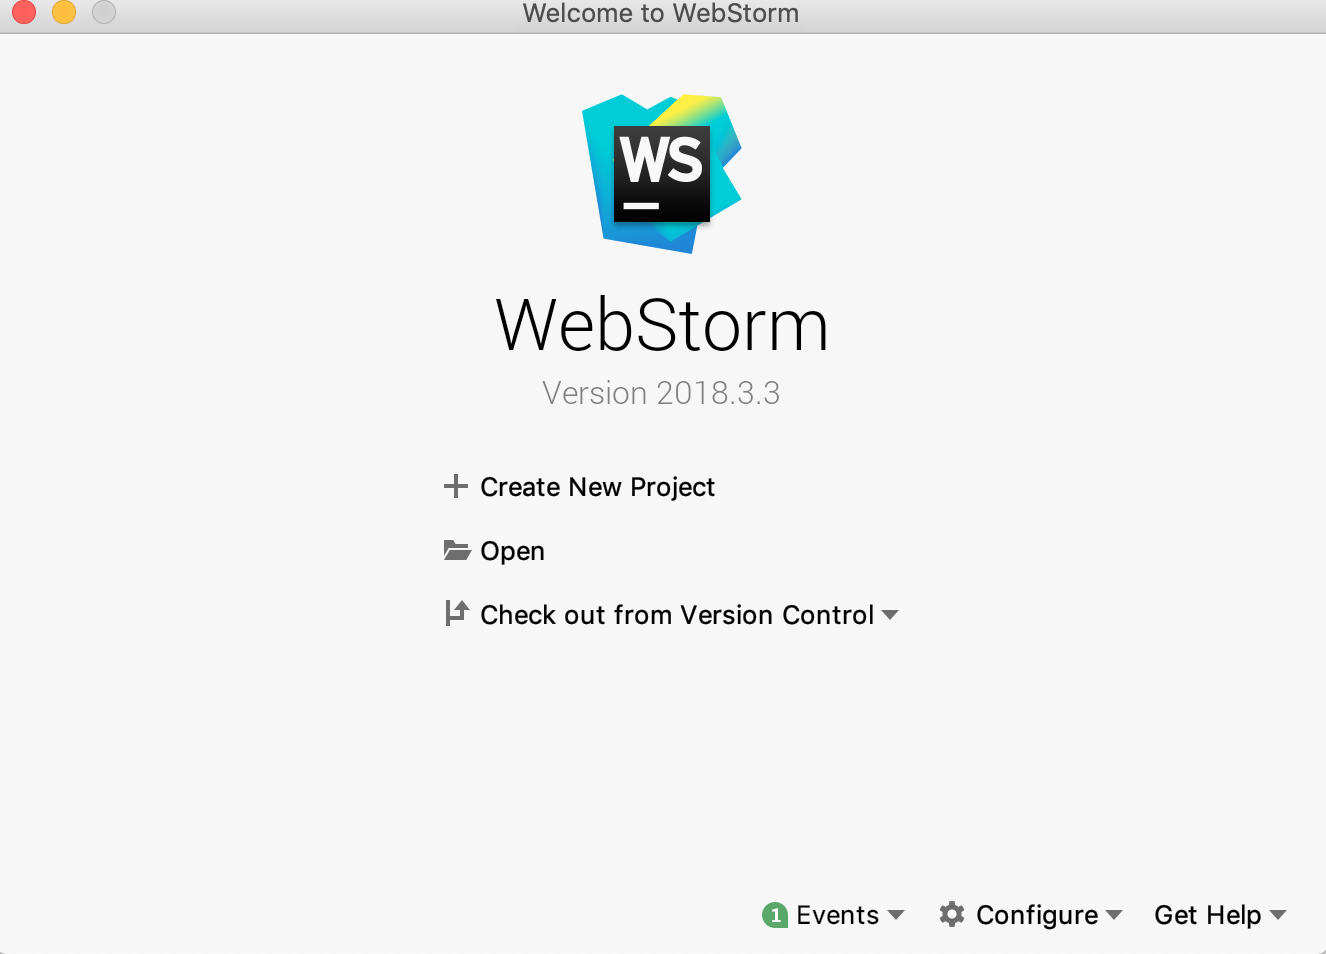 Welcome to WebStorm
WS
WebStorm
Version 2018.3.3
Create New Project
Open
Check out from Version Control
1 Events Configure Get Help